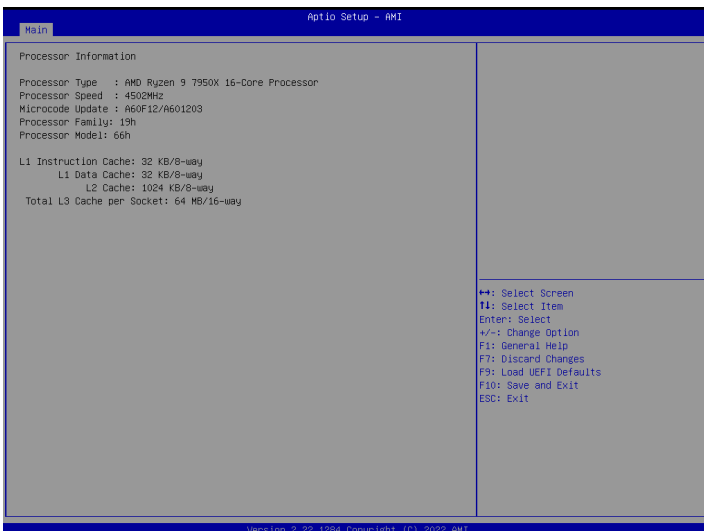 Aptio Setup - AMI
Main
Processor Information
Processor Type : AMD Ryzen 9 7950X 16-Core Processor
Processor Speed : 4502MHz
Microcode Update : A60F12/A601203
Processor Family: 19h
Processor Model: 66h
L1 Instruction Cache: 32 KB/8-way
L1 Data Cache: 32 KB/8-way
L2 Cache: 1024 KB/8-way
Total L3 Cache per Socket: 64 MB/16-way
↔: Select Screen
↑↓: Select Item
Enter: Select
+/-: Change Option
F1: General Help
F7: Discard Changes
F9: Load UEFI Defaults
F10: Save and Exit
ESC: Exit
Version 2.22.1284 Copyright (C) 2022 AMI